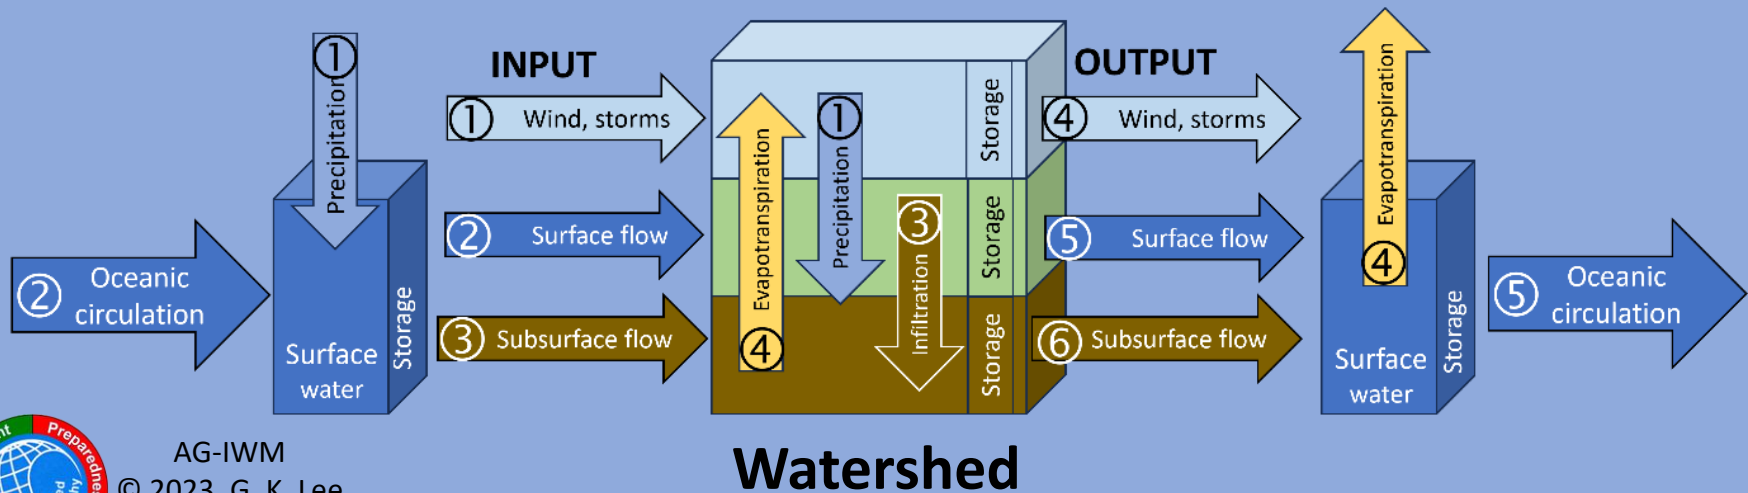 ① Precipitation
② Oceanic
circulation
Surface
water
Storage
INPUT
① Wind, storms
② Surface flow
③ Subsurface flow
④ Evapotranspiration
① Precipitation
③ Infiltration
Storage
Storage
Storage
OUTPUT
④ Wind, storms
⑤ Surface flow
⑥ Subsurface flow
④ Evapotranspiration
Surface
water
Storage
⑤ Oceanic
circulation
Watershed
AG-IWM
© 2023, G. K. Lee